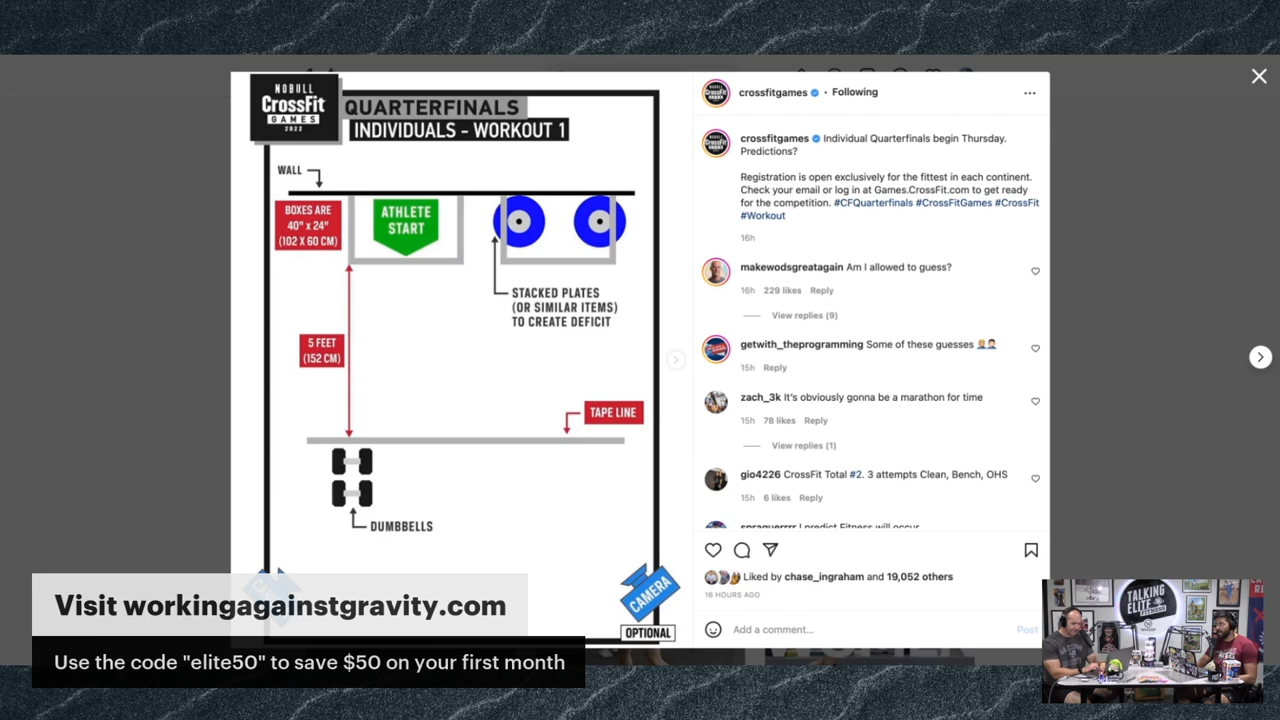 NOBULL
CrossFit
GAMES
2022
QUARTERFINALS
INDIVIDUALS - WORKOUT 1
WALL
BOXES ARE
40" x 24"
(102 X 60 CM)
ATHLETE
START
STACKED PLATES
(OR SIMILAR ITEMS)
TO CREATE DEFICIT
5 FEET
(152 CM)
TAPE LINE
DUMBBELLS
CAMERA
OPTIONAL
crossfitgames • Following
crossfitgames Individual Quarterfinals begin Thursday.
Predictions?
Registration is open exclusively for the fittest in each continent.
Check your email or log in at Games.CrossFit.com to get ready
for the competition. #CFQuarterfinals #CrossFitGames #CrossFit
#Workout
16h
makewodsgreatagain Am I allowed to guess?
16h 229 likes Reply
View replies (9)
getwith_theprogramming Some of these guesses
15h Reply
zach_3k It's obviously gonna be a marathon for time
15h 78 likes Reply
View replies (1)
gio4226 CrossFit Total #2. 3 attempts Clean, Bench, OHS
15h 6 likes Reply
spraguerrrr I predict Fitness will occur
Liked by chase_ingraham and 19,052 others
16 HOURS AGO
Add a comment... Post
Visit workingagainstgravity.com
Use the code "elite50" to save $50 on your first month
TALKING
ELITE
FITNESS